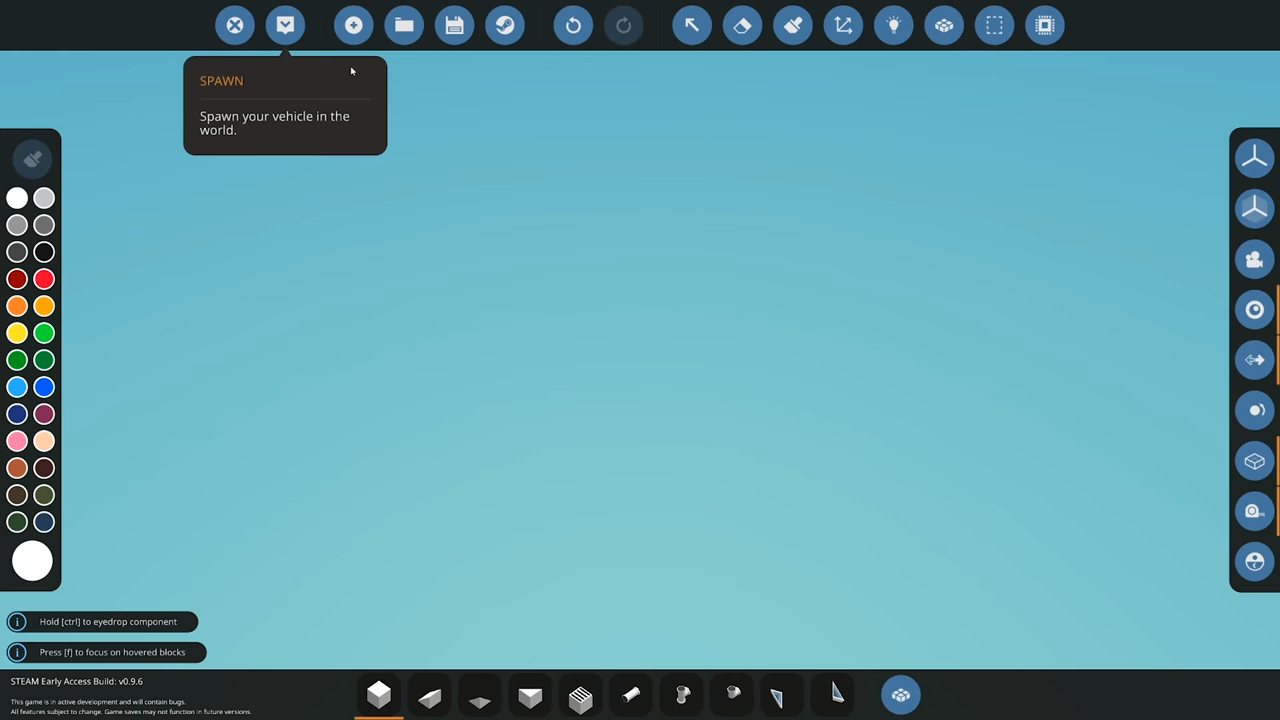 SPAWN
Spawn your vehicle in the
world.
Hold [ctrl] to eyedrop component
Press [f] to focus on hovered blocks
STEAM Early Access Build: v0.9.6
This game is in active development and will contain bugs.
All features subject to change. Game saves may not function in future versions.